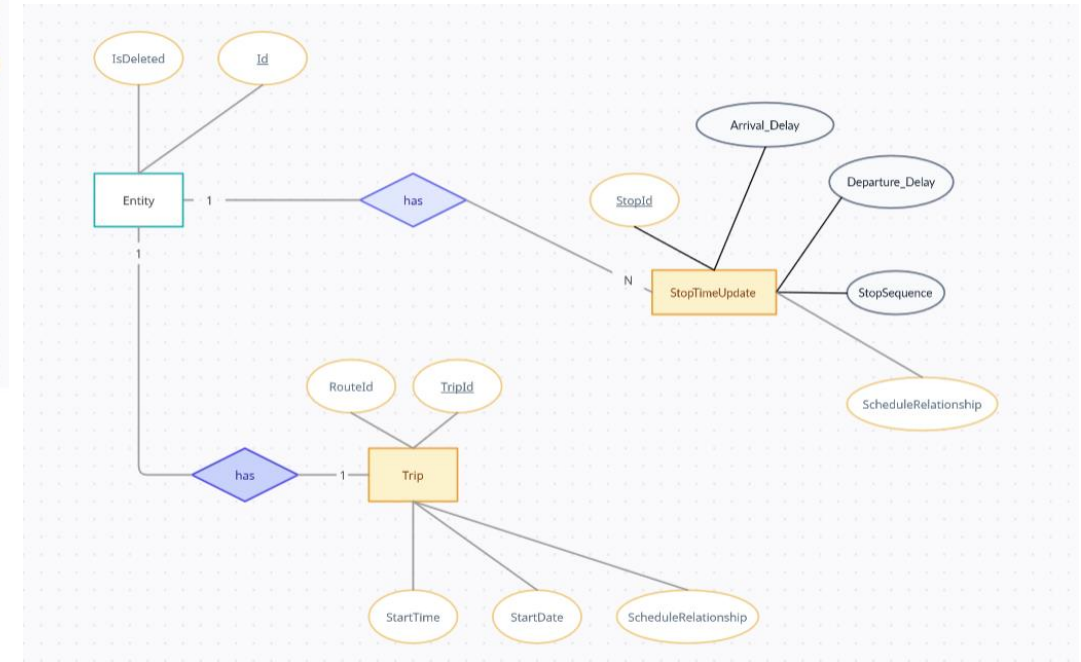 IsDeleted
Id
Arrival_Delay
Departure_Delay
Entity
1
has
StopId
1
N
StopTimeUpdate
StopSequence
RouteId
TripId
ScheduleRelationship
has
1
Trip
StartTime
StartDate
ScheduleRelationship